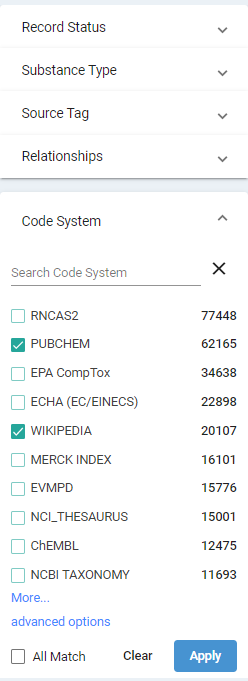 Record Status
Substance Type
Source Tag
Relationships
Code System
Search Code System
RNCAS2 77448
PUBCHEM 62165
EPA CompTox 34638
ECHA (EC/EINECS) 22898
WIKIPEDIA 20107
MERCK INDEX 16101
EVMPD 15776
NCI_THESAURUS 15001
ChEMBL 12475
NCBI TAXONOMY 11693
More...
advanced options
All Match Clear Apply